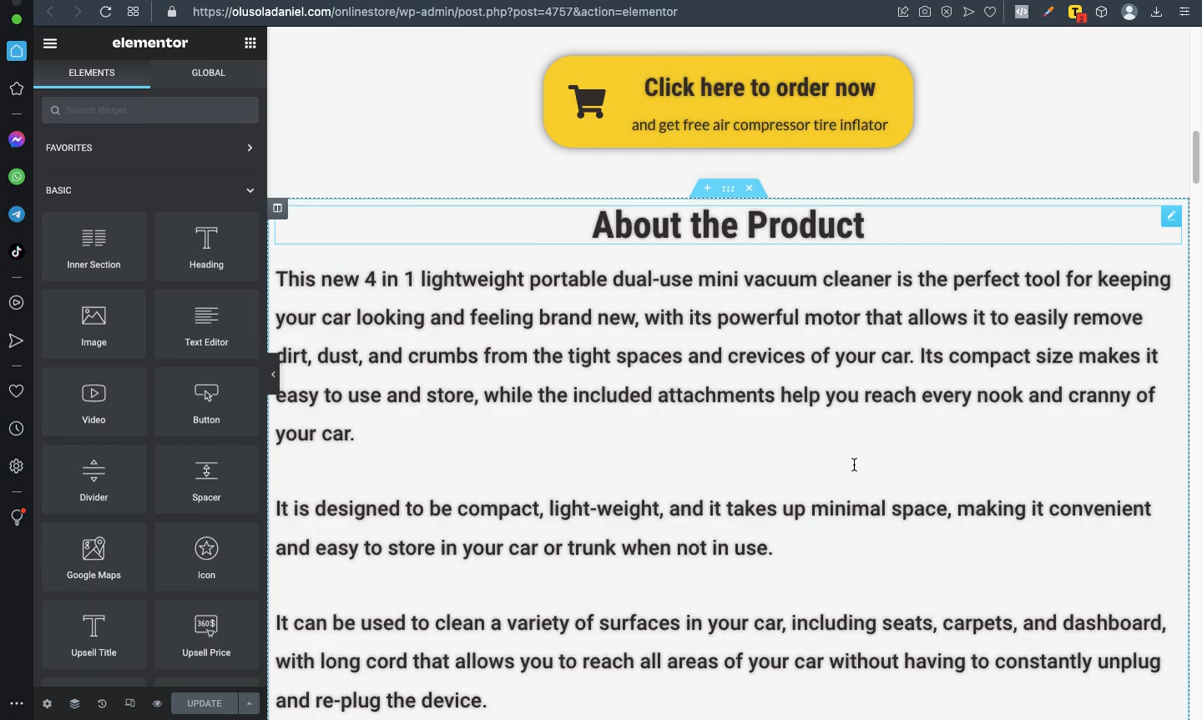 https://olusoladaniel.com/onlinestore/wp-admin/post.php?post=4757&action=elementor
2
elementor
ELEMENTS
GLOBAL
Search Widget...
FAVORITES
BASIC
Inner Section
Heading
Image
Text Editor
Video
Button
Divider
Spacer
Google Maps
Icon
360$
Upsell Title
Upsell Price
UPDATE
Click here to order now
and get free air compressor tire inflator
About the Product
This new 4 in 1 lightweight portable dual-use mini vacuum cleaner is the perfect tool for keeping
your car looking and feeling brand new, with its powerful motor that allows it to easily remove
dirt, dust, and crumbs from the tight spaces and crevices of your car. Its compact size makes it
easy to use and store, while the included attachments help you reach every nook and cranny of
your car.
It is designed to be compact, light-weight, and it takes up minimal space, making it convenient
and easy to store in your car or trunk when not in use.
It can be used to clean a variety of surfaces in your car, including seats, carpets, and dashboard,
with long cord that allows you to reach all areas of your car without having to constantly unplug
and re-plug the device.